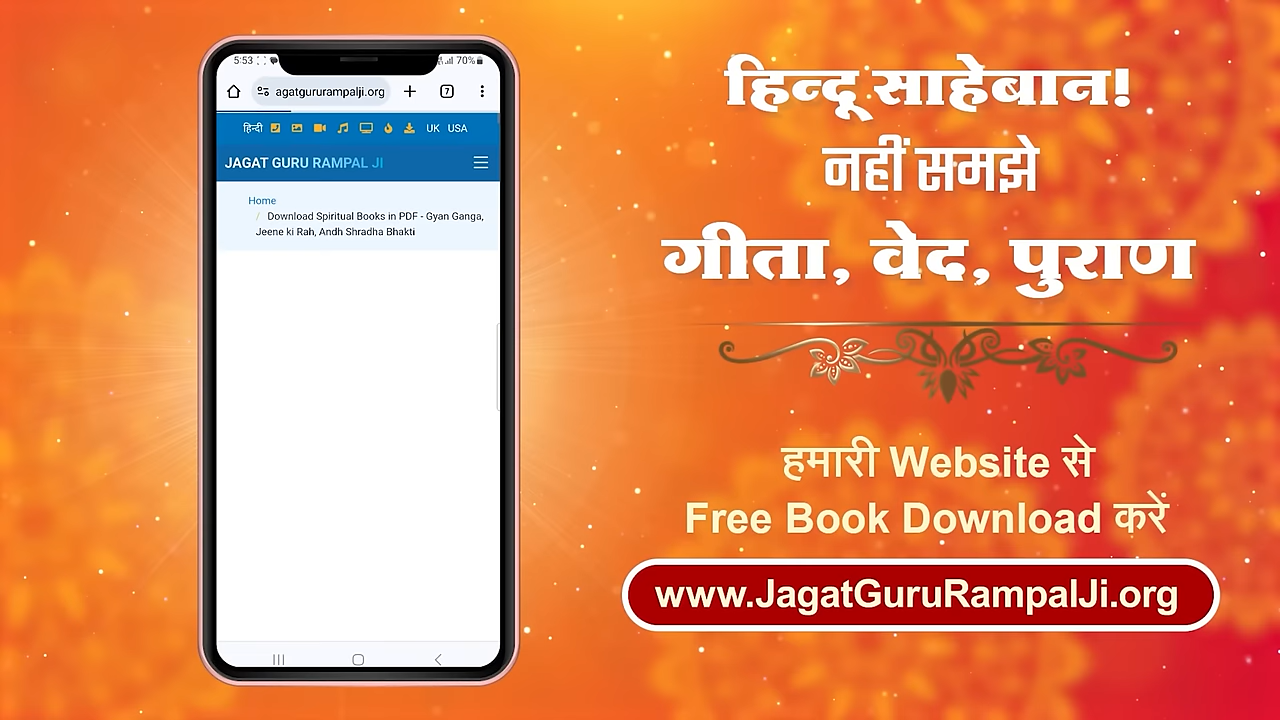 5:53
70%
agatgururampalji.org
7
हिन्दी
UK USA
JAGAT GURU RAMPAL JI
Home
/ Download Spiritual Books in PDF - Gyan Ganga,
Jeene ki Rah, Andh Shradha Bhakti
हिन्दू साहेबान!
नहीं समझे
गीता, वेद, पुराण
हमारी Website से
Free Book Download करें
www.JagatGuruRampalJi.org